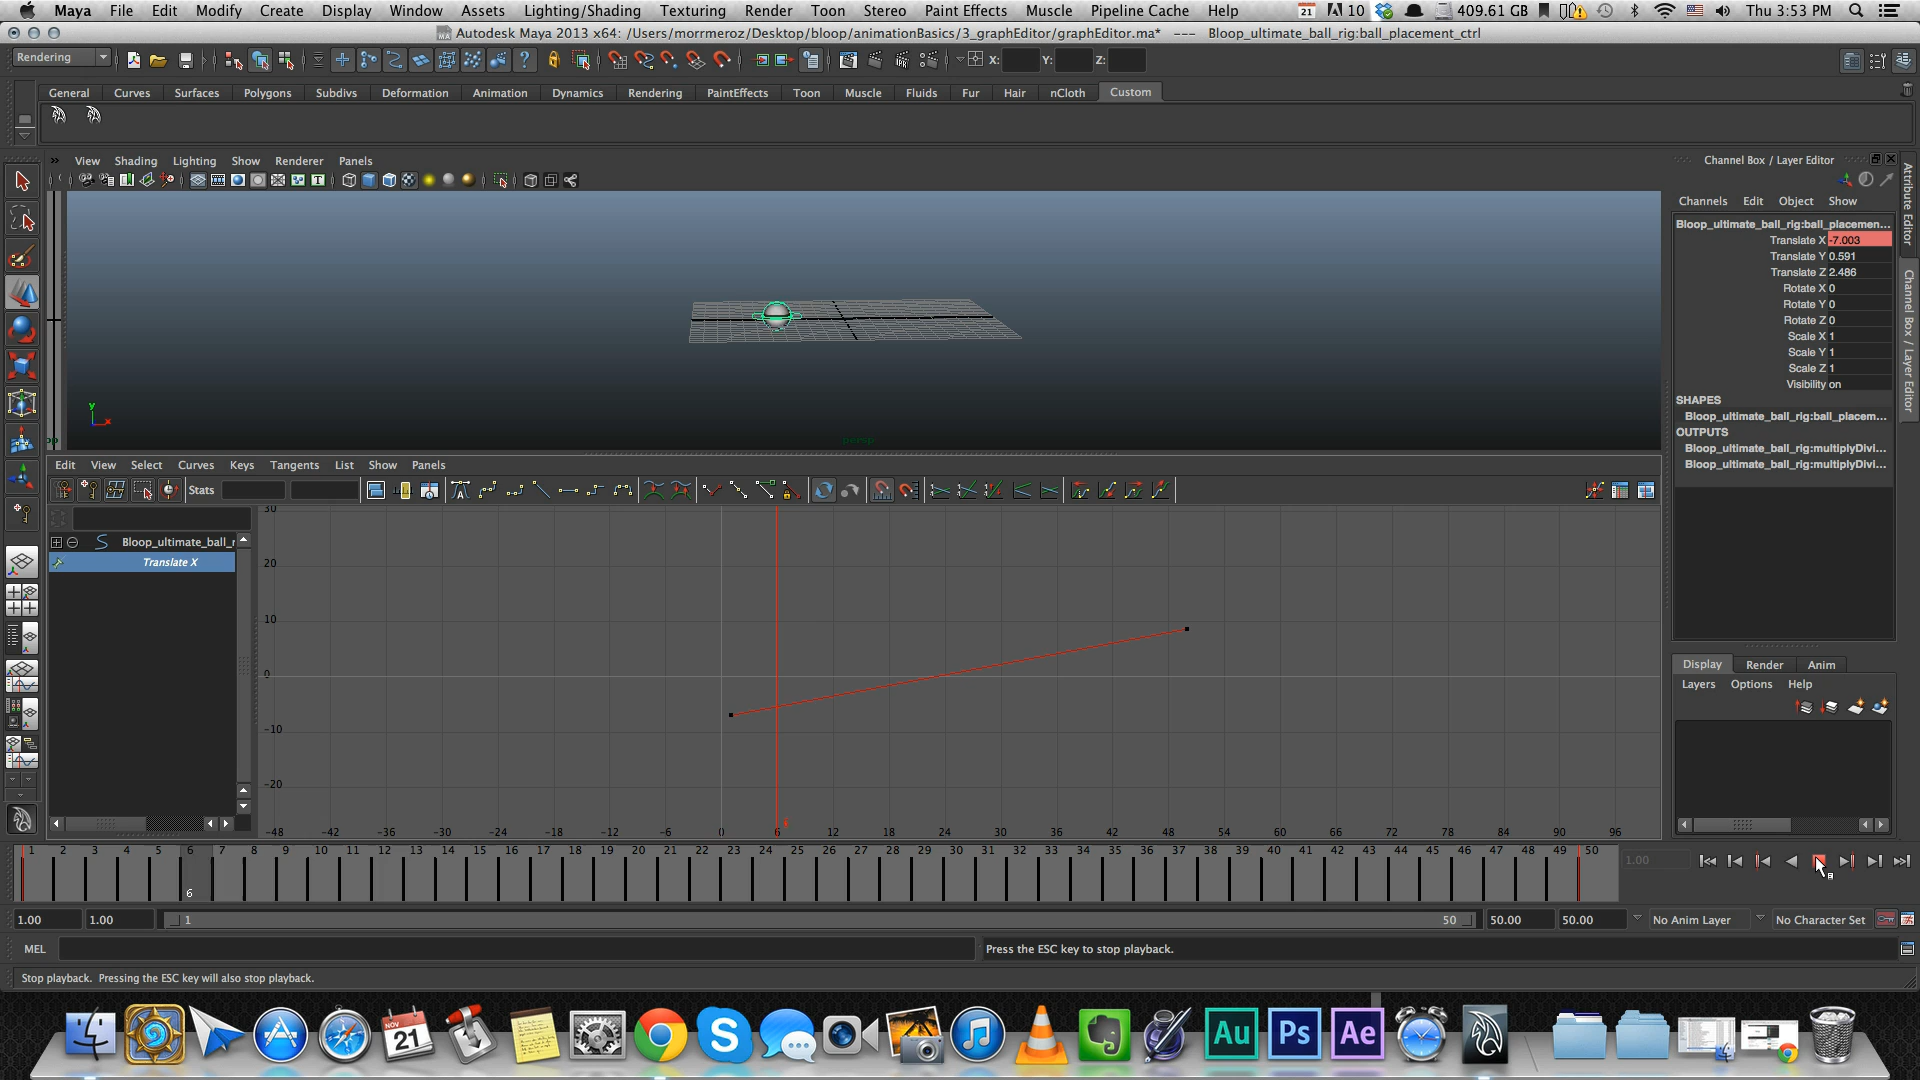 Maya File Edit Modify Create Display Window Assets Lighting/Shading Texturing Render Toon Stereo Paint Effects Muscle Pipeline Cache Help 21 10 409.61 GB Thu 3:53 PM
Autodesk Maya 2013 x64: /Users/morrmeroz/Desktop/bloop/animationBasics/3_graphEditor/graphEditor.ma* --- Bloop_ultimate_ball_rig:ball_placement_ctrl
Rendering X: Y: Z:
General Curves Surfaces Polygons Subdivs Deformation Animation Dynamics Rendering PaintEffects Toon Muscle Fluids Fur Hair nCloth Custom
View Shading Lighting Show Renderer Panels
Channel Box / Layer Editor
Channels Edit Object Show
Bloop_ultimate_ball_rig:ball_placemen...
Translate X -7.003
Translate Y 0.591
Translate Z 2.486
Rotate X 0
Rotate Y 0
Rotate Z 0
Scale X 1
Scale Y 1
Scale Z 1
Visibility on
SHAPES
Bloop_ultimate_ball_rig:ball_placem...
OUTPUTS
Bloop_ultimate_ball_rig:multiplyDivi...
Bloop_ultimate_ball_rig:multiplyDivi...
Attribute Editor
Channel Box / Layer Editor
y
x
persp
Edit View Select Curves Keys Tangents List Show Panels
Stats
Bloop_ultimate_ball_r
Translate X
30
20
10
0
-10
-20
-48 -42 -36 -30 -24 -18 -12 -6 0 6 12 18 24 30 36 42 48 54 60 66 72 78 84 90 96
Display Render Anim
Layers Options Help
1 2 3 4 5 6 7 8 9 10 11 12 13 14 15 16 17 18 19 20 21 22 23 24 25 26 27 28 29 30 31 32 33 34 35 36 37 38 39 40 41 42 43 44 45 46 47 48 49 50
6
1.00
1.00 1.00 1 50 50.00 50.00 No Anim Layer No Character Set
MEL Press the ESC key to stop playback.
Stop playback. Pressing the ESC key will also stop playback.
NOV 21 Au Ps Ae